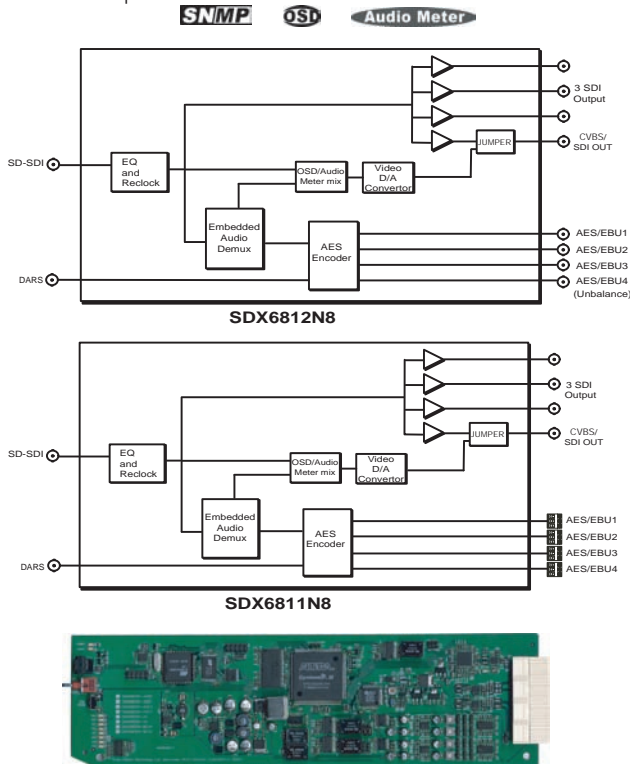 SNMP OSD Audio Meter
3 SDI
Output
CVBS/
SDI OUT
JUMPER
SD-SDI
EQ
and
Reclock
OSD/Audio
Meter mix
Video
D/A
Convertor
Embedded
Audio
Demux
AES
Encoder
AES/EBU1
AES/EBU2
AES/EBU3
AES/EBU4
(Unbalance)
DARS
SDX6812N8
3 SDI
Output
CVBS/
SDI OUT
JUMPER
SD-SDI
EQ
and
Reclock
OSD/Audio
Meter mix
Video
D/A
Convertor
Embedded
Audio
Demux
AES
Encoder
AES/EBU1
AES/EBU2
AES/EBU3
AES/EBU4
DARS
SDX6811N8